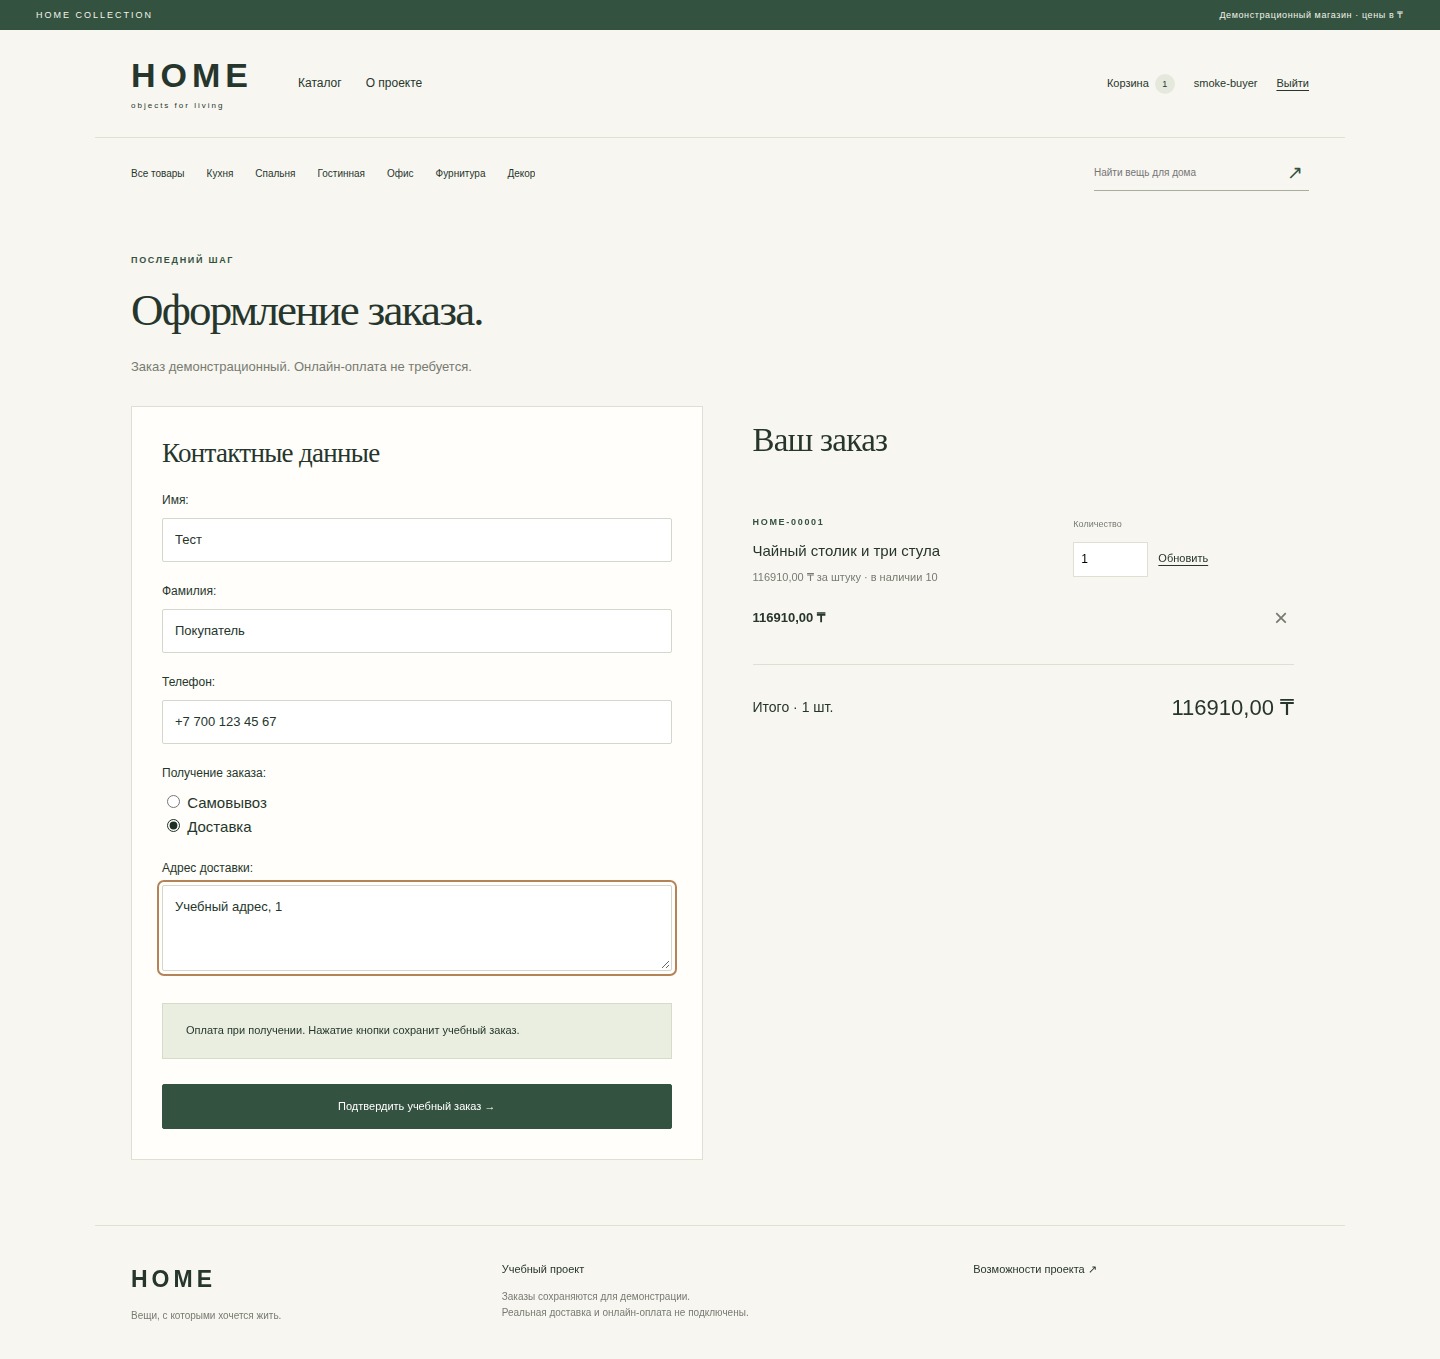 HOME COLLECTION
Демонстрационный магазин · цены в ₸
HOME
objects for living
Каталог
О проекте
Корзина 1
smoke-buyer
Выйти
Все товары
Кухня
Спальня
Гостинная
Офис
Фурнитура
Декор
Найти вещь для дома ↗
ПОСЛЕДНИЙ ШАГ
Оформление заказа.
Заказ демонстрационный. Онлайн-оплата не требуется.
Контактные данные
Имя:
Тест
Фамилия:
Покупатель
Телефон:
+7 700 123 45 67
Получение заказа:
Самовывоз
Доставка
Адрес доставки:
Учебный адрес, 1
Оплата при получении. Нажатие кнопки сохранит учебный заказ.
Подтвердить учебный заказ →
Ваш заказ
HOME-00001
Чайный столик и три стула
116910,00 ₸ за штуку · в наличии 10
Количество
1
Обновить
116910,00 ₸
×
Итого · 1 шт.
116910,00 ₸
HOME
Вещи, с которыми хочется жить.
Учебный проект
Заказы сохраняются для демонстрации.
Реальная доставка и онлайн-оплата не подключены.
Возможности проекта ↗